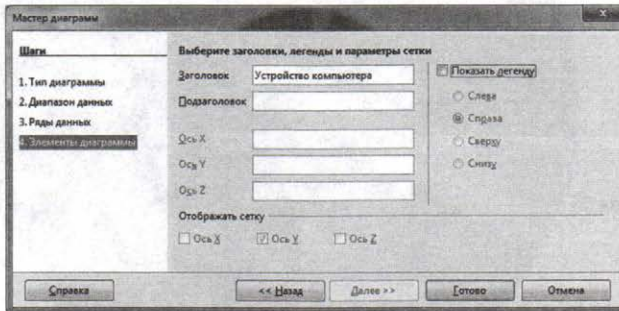 Мастер диаграмм
Шаги
1. Тип диаграммы
2. Диапазон данных
3. Ряды данных
4. Элементы диаграммы
Выберите заголовки, легенды и параметры сетки
Заголовок Устройство компьютера
Подзаголовок
Ось X
Ось Y
Ось Z
Показать легенду
Слева
Справа
Сверху
Снизу
Отображать сетку
Ось X Ось Y Ось Z
Справка << Назад Далее >> Готово Отмена